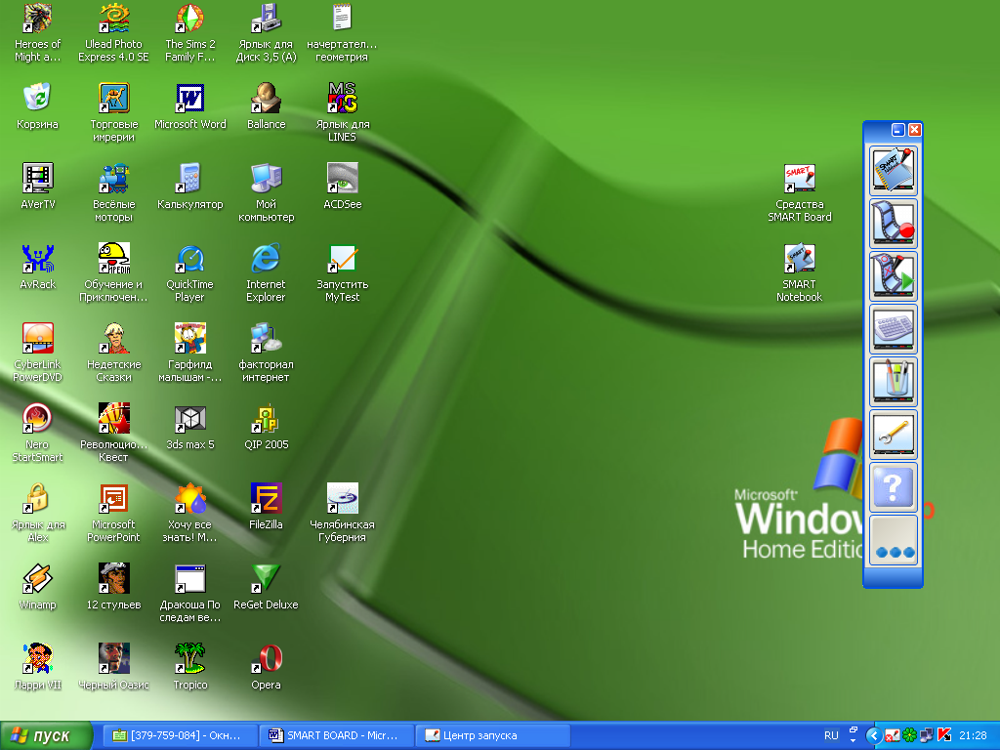 Heroes of
Might a...
Ulead Photo
Express 4.0 SE
The Sims 2
Family F...
Ярлык для
Диск 3,5 (A)
начертател...
геометрия
Корзина
Торговые
имрерии
W
Microsoft Word
Ballance
MS
DOS
Ярлык для
LINES
AVerTV
Весёлые
моторы
Калькулятор
Мой
компьютер
ACDSee
SMART
Средства
SMART Board
AvRack
Обучение и
Приключен...
QuickTime
Player
Internet
Explorer
Запустить
MyTest
SMART
Notebook
CyberLink
PowerDVD
Недетские
Сказки
Гарфилд
малышам -...
факториал
интернет
Nero
StartSmart
Революцио...
Квест
3ds max 5
QIP 2005
Ярлык для
Alex
Microsoft
PowerPoint
Хочу все
знать! М...
FileZilla
Челябинская
Губерния
Microsoft
Windows
Home Editio
Winamp
12 стульев
Дракоша По
следам ве...
ReGet Deluxe
Ларри VII
Черный Оазис
Tropico
Opera
пуск
[379-759-084] - Окн...
SMART BOARD - Micr...
Центр запуска
RU
21:28